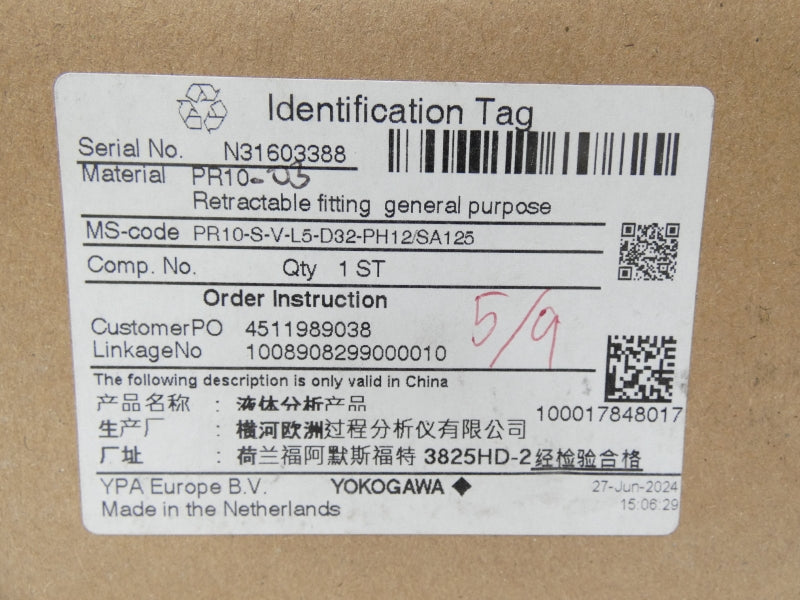 Identification Tag
Serial No. N31603388
Material PR10-03
Retractable fitting general purpose
MS-code PR10-S-V-L5-D32-PH12/SA125
Comp. No. Qty 1 ST
Order Instruction
5/9
CustomerPO 4511989038
LinkageNo 1008908299000010
The following description is only valid in China
产品名称 : 液体分析产品
100017848017
生产厂 : 横河欧洲过程分析仪有限公司
厂址 : 荷兰福阿默斯福特 3825HD-2经检验合格
YPA Europe B.V. YOKOGAWA
27-Jun-2024
Made in the Netherlands
15:06:29